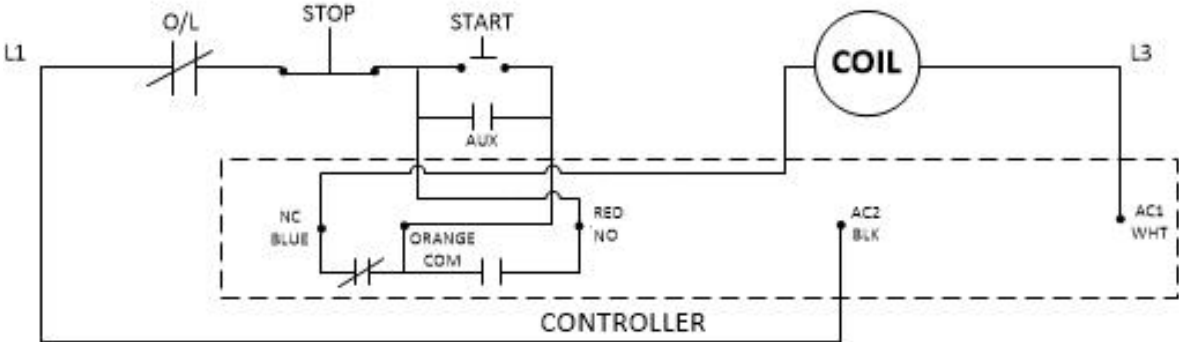 O/L
STOP
START
L1
COIL
L3
AUX
NC
BLUE
ORANGE
COM
RED
NO
AC2
BLK
AC1
WHT
CONTROLLER